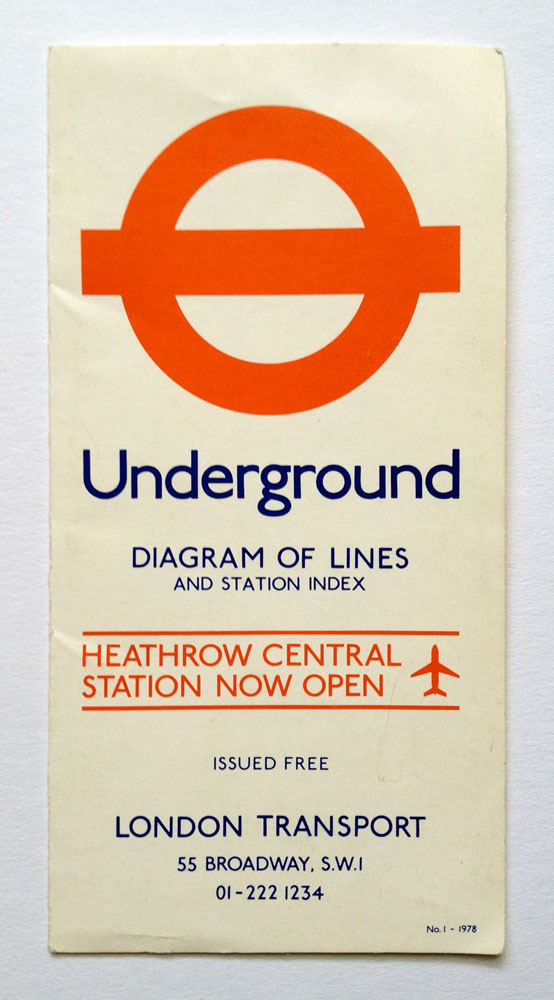 Underground
DIAGRAM OF LINES
AND STATION INDEX
HEATHROW CENTRAL
STATION NOW OPEN
ISSUED FREE
LONDON TRANSPORT
55 BROADWAY, S.W.1
01-222 1234
No. 1 - 1978